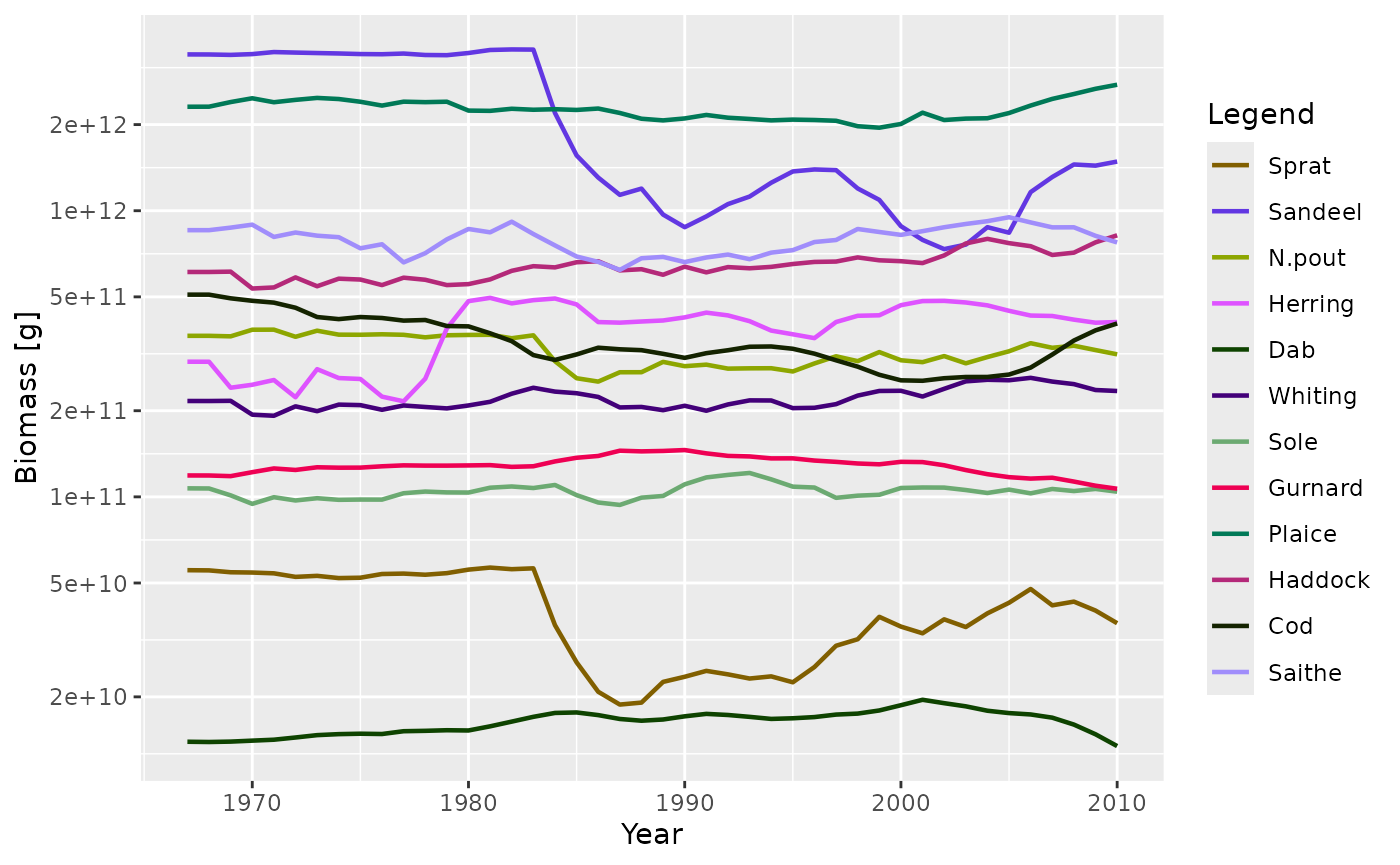 Biomass [g]
2e+12
1e+12
5e+11
2e+11
1e+11
5e+10
2e+10
1970
1980
1990
2000
2010
Year
Legend
Sprat
Sandeel
N.pout
Herring
Dab
Whiting
Sole
Gurnard
Plaice
Haddock
Cod
Saithe